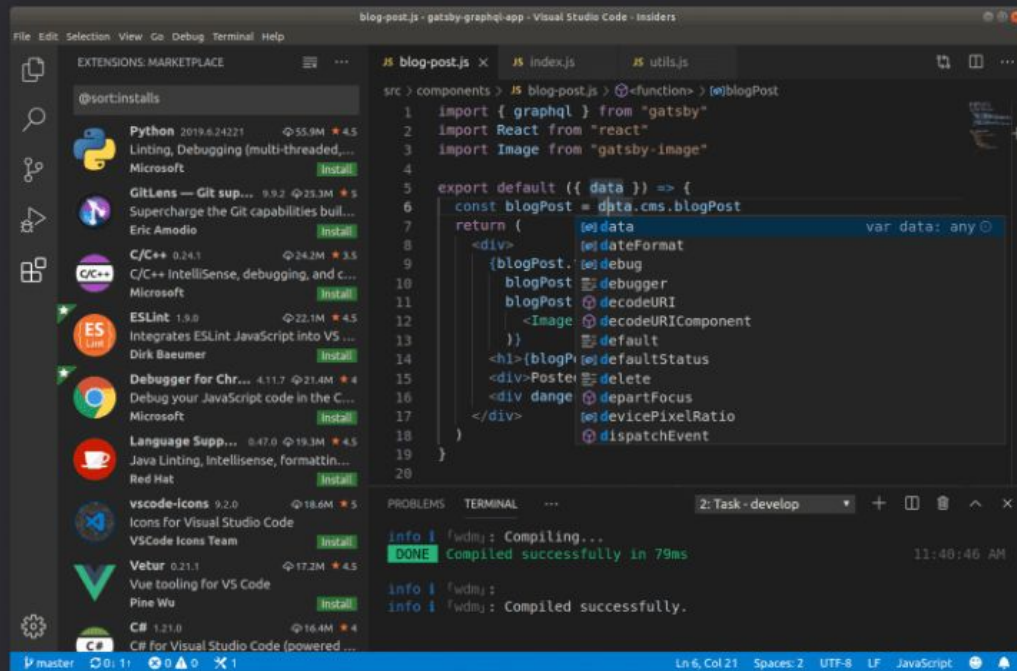 blog-post.js - gatsby-graphql-app - Visual Studio Code - Insiders
File Edit Selection View Go Debug Terminal Help
EXTENSIONS: MARKETPLACE
@sort:installs
Python 2019.6.24221 55.9M ★ 4.5
Linting, Debugging (multi-threaded,...
Microsoft Install
GitLens — Git sup... 9.9.2 25.3M ★ 5
Supercharge the Git capabilities buil...
Eric Amodio Install
C/C++ 0.24.1 24.2M ★ 3.5
C/C++ IntelliSense, debugging, and c...
Microsoft Install
ESLint 1.9.0 22.1M ★ 4.5
Integrates ESLint JavaScript into VS ...
Dirk Baeumer Install
Debugger for Chr... 4.11.7 21.4M ★ 4
Debug your JavaScript code in the C...
Microsoft Install
Language Supp... 0.47.0 19.3M ★ 4.5
Java Linting, Intellisense, formattin...
Red Hat Install
vscode-icons 9.2.0 18.6M ★ 5
Icons for Visual Studio Code
VSCode Icons Team Install
Vetur 0.21.1 17.2M ★ 4.5
Vue tooling for VS Code
Pine Wu Install
C# 1.21.0 16.4M ★ 4
C# for Visual Studio Code (powered ...
C/C++
ES
Lint
C#
JS blog-post.js × JS index.js JS utils.js
src > components > JS blog-post.js > <function> > blogPost
1 import { graphql } from "gatsby"
2 import React from "react"
3 import Image from "gatsby-image"
4
5 export default ({ data }) => {
6 const blogPost = data.cms.blogPost
7 return (
8 <div>
9 {blogPost.
10 blogPost
11 blogPost
12 <Image
13 )}
14 <h1>{blogP
15 <div>Poste
16 <div dange
17 </div>
18 )
19 }
20
data var data: any
dateFormat
debug
debugger
decodeURI
decodeURIComponent
default
defaultStatus
delete
departFocus
devicePixelRatio
dispatchEvent
PROBLEMS TERMINAL ... 2: Task - develop
info i ｢wdm｣: Compiling...
DONE Compiled successfully in 79ms 11:40:46 AM
info i ｢wdm｣:
info i ｢wdm｣: Compiled successfully.
master 0↓ 1↑ 0 0 1 Ln 6, Col 21 Spaces: 2 UTF-8 LF JavaScript